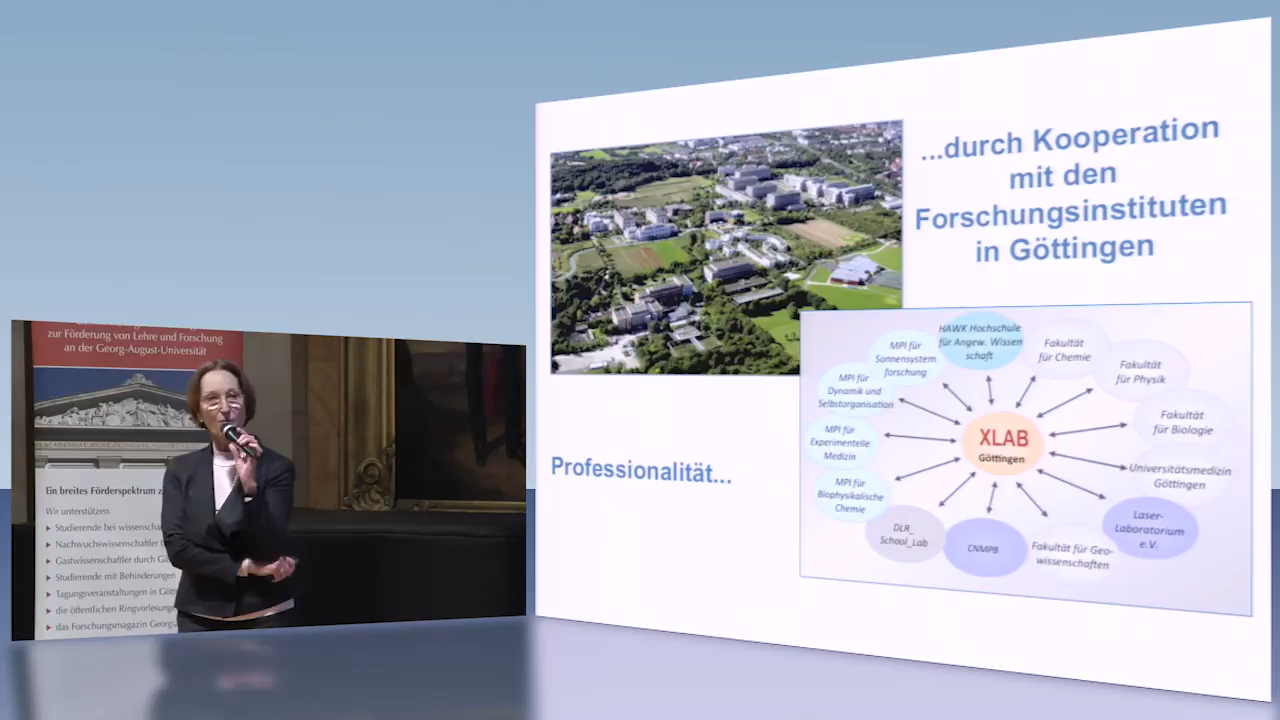 zur Förderung von Lehre und Forschung
an der Georg-August-Universität
Ein breites Förderspektrum
Wir unterstützen
Studierende bei
Nachwuchswissenschaftler
Gastwissenschaftler durch
Studierende mit Behinderungen
Tagungsveranstaltungen in
die öffentlichen Ringvorlesunge
das Forschungsmagazin
...durch Kooperation
mit den
Forschungsinstituten
in Göttingen
Professionalität...
HAWK Hochschule
für Angew. Wissen
schaft
Fakultät
für Chemie
Fakultät
für Physik
Fakultät
für Biologie
Universitätsmedizin
Göttingen
Laser-
Laboratorium
e.V.
Fakultät für Geo-
wissenschaften
CNMPB
DLR_
School_Lab
MPI für
Biophysikalische
Chemie
MPI für
Experimentelle
Medizin
MPI für
Dynamik und
Selbstorganisation
MPI für
Sonnensystem
forschung
XLAB
Göttingen